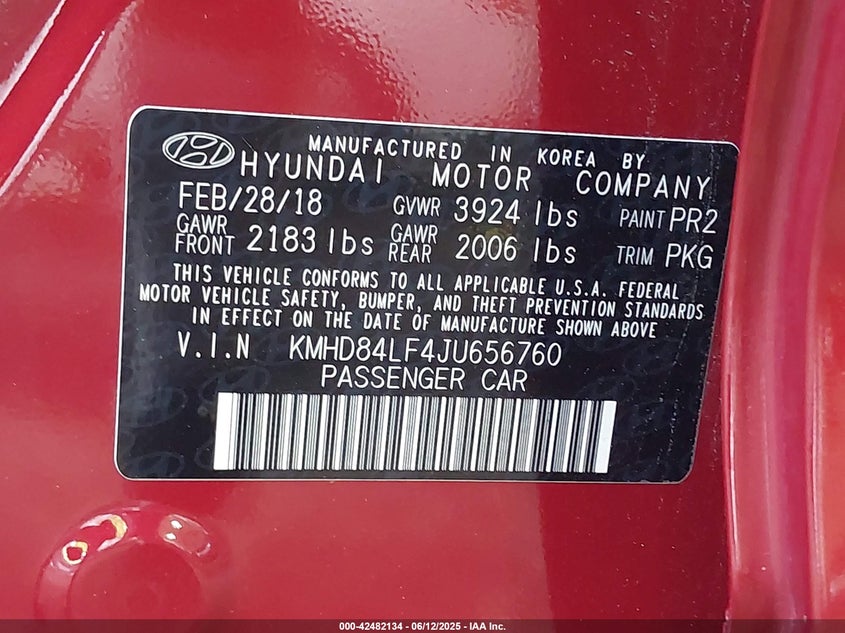 MANUFACTURED IN KOREA BY
HYUNDAI MOTOR COMPANY
FEB/28/18 GVWR 3924 lbs PAINT PR2
GAWR FRONT 2183 lbs GAWR REAR 2006 lbs TRIM PKG
THIS VEHICLE CONFORMS TO ALL APPLICABLE U.S.A. FEDERAL
MOTOR VEHICLE SAFETY, BUMPER, AND THEFT PREVENTION STANDARDS
IN EFFECT ON THE DATE OF MANUFACTURE SHOWN ABOVE
V.I.N KMHD84LF4JU656760
PASSENGER CAR
000-42482134 - 06/12/2025 - IAA Inc.